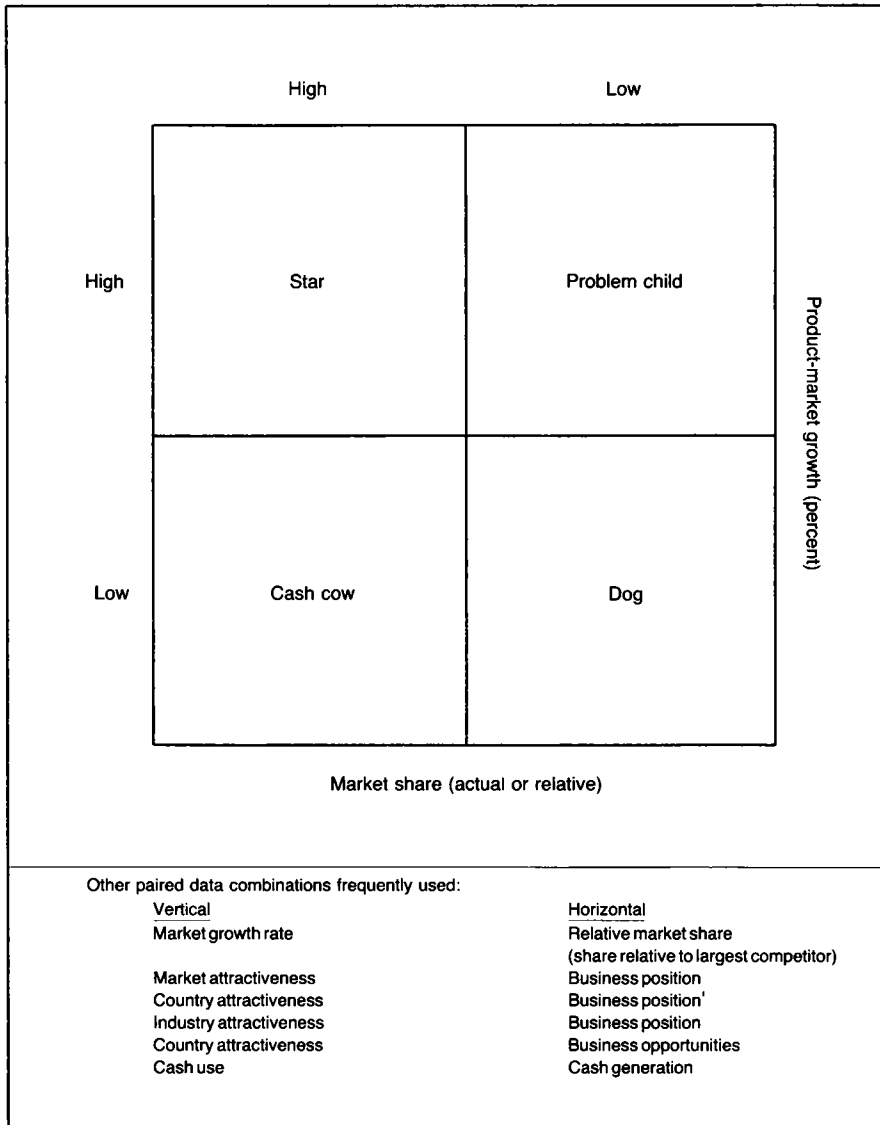 High Low
High Star Problem child
Product-market growth (percent)
Low Cash cow Dog
Market share (actual or relative)
Other paired data combinations frequently used:
Vertical Horizontal
Market growth rate Relative market share
(share relative to largest competitor)
Market attractiveness Business position
Country attractiveness Business position'
Industry attractiveness Business position
Country attractiveness Business opportunities
Cash use Cash generation